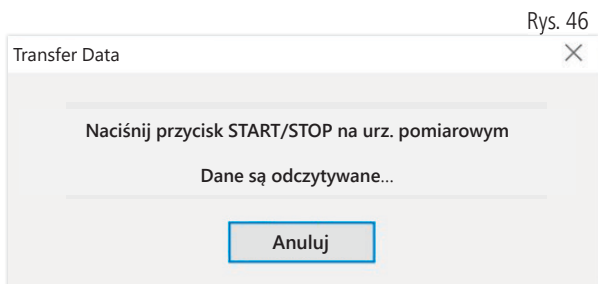 Rys. 46
Transfer Data
Naciśnij przycisk START/STOP na urz. pomiarowym
Dane są odczytywane...
Anuluj